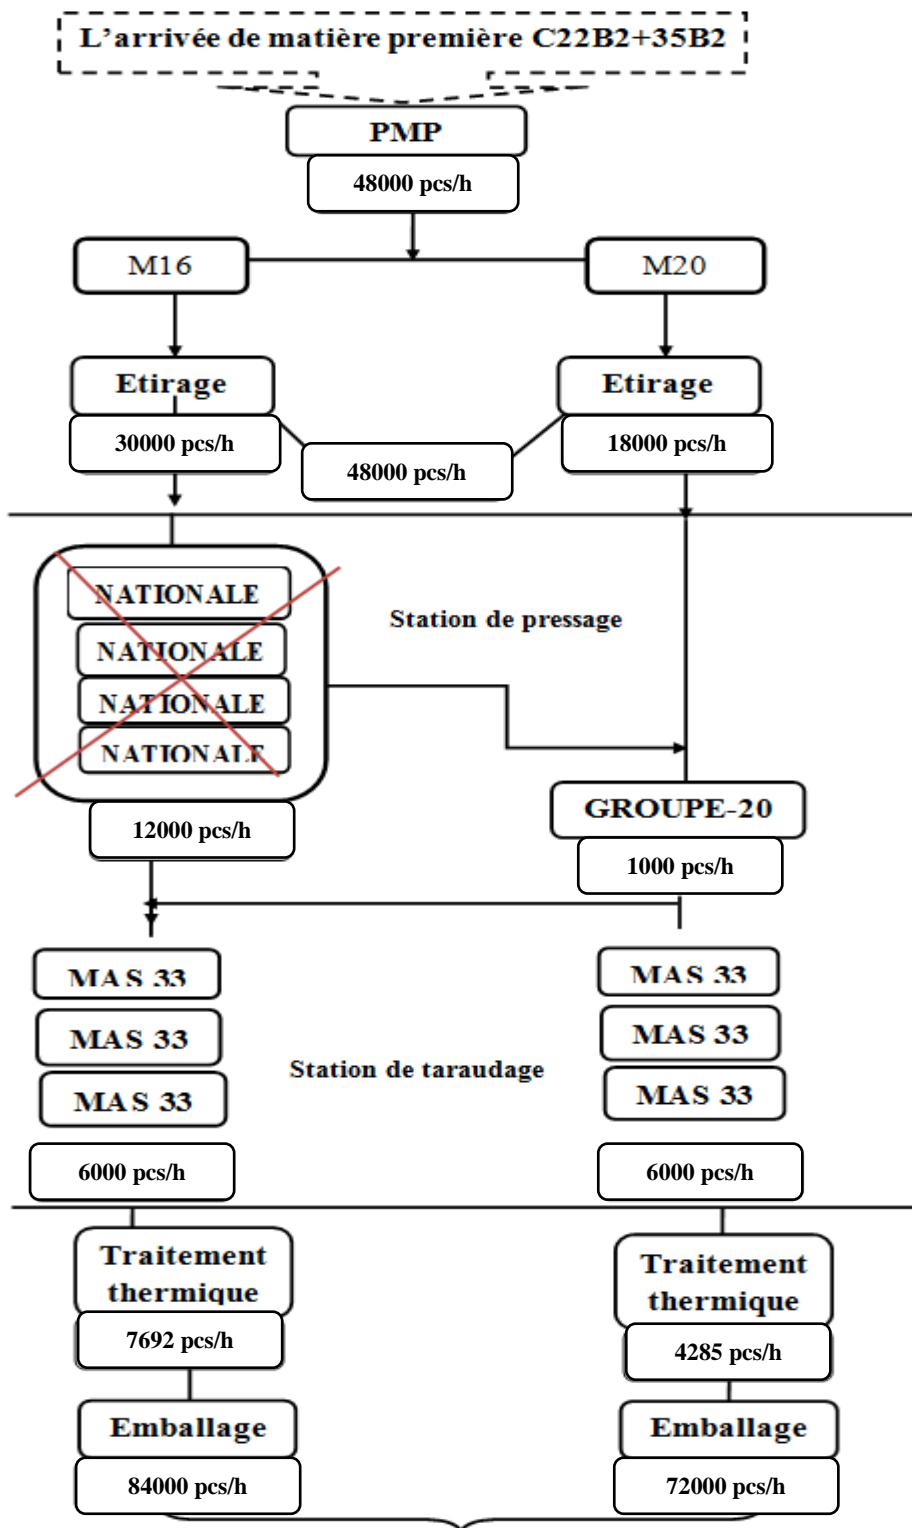 L'arrivée de matière première C22B2+35B2
PMP
48000 pcs/h
M16
M20
Etirage
Etirage
30000 pcs/h
48000 pcs/h
18000 pcs/h
NATIONALE
NATIONALE
NATIONALE
NATIONALE
Station de pressage
12000 pcs/h
GROUPE-20
1000 pcs/h
MAS 33
MAS 33
MAS 33
MAS 33
MAS 33
MAS 33
Station de taraudage
6000 pcs/h
6000 pcs/h
Traitement
thermique
7692 pcs/h
Traitement
thermique
4285 pcs/h
Emballage
84000 pcs/h
Emballage
72000 pcs/h